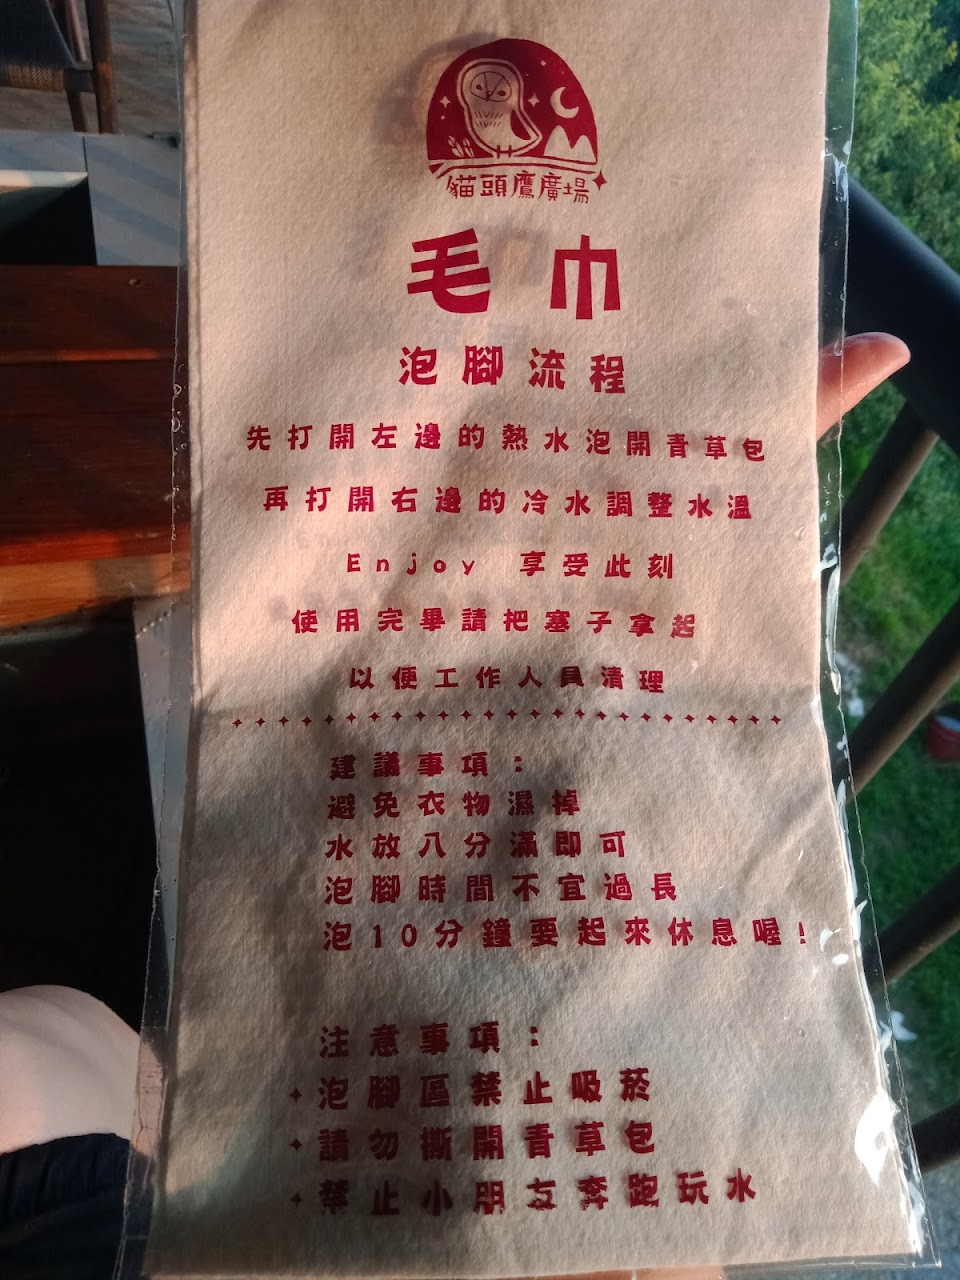 貓頭鷹廣場
毛巾
泡腳流程
先打開左邊的熱水泡開青草包
再打開右邊的冷水調整水溫
Enjoy 享受此刻
使用完畢請把塞子拿起
以便工作人員清理
建議事項：
避免衣物濕掉
水放八分滿即可
泡腳時間不宜過長
泡10分鐘要起來休息喔！
注意事項：
泡腳區禁止吸菸
請勿撕開青草包
禁止小朋友奔跑玩水